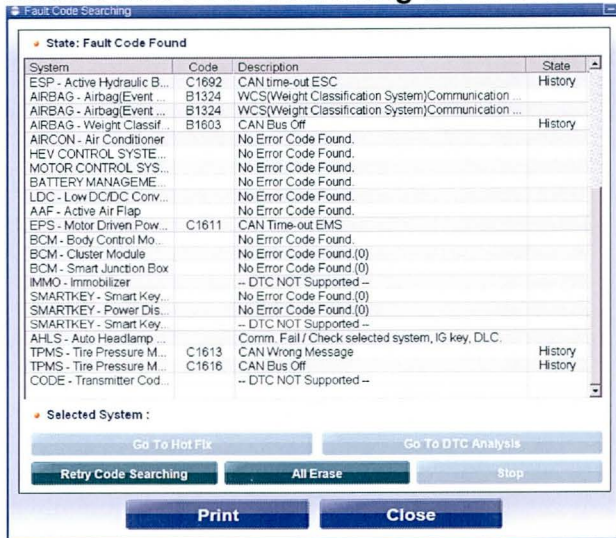 Fault Code Searching
State: Fault Code Found
System Code Description State
ESP - Active Hydraulic B... C1692 CAN time-out ESC History
AIRBAG - Airbag(Event ... B1324 WCS(Weight Classification System)Communication ...
AIRBAG - Airbag(Event ... B1324 WCS(Weight Classification System)Communication ...
AIRBAG - Weight Classif... B1603 CAN Bus Off History
AIRCON - Air Conditioner No Error Code Found.
HEV CONTROL SYSTE... No Error Code Found.
MOTOR CONTROL SYS... No Error Code Found.
BATTERY MANAGEME... No Error Code Found.
LDC - Low DC/DC Conv... No Error Code Found.
AAF - Active Air Flap No Error Code Found.
EPS - Motor Driven Pow... C1611 CAN Time-out EMS
BCM - Body Control Mo... No Error Code Found.
BCM - Cluster Module No Error Code Found.(0)
BCM - Smart Junction Box No Error Code Found.(0)
IMMO - Immobilizer -- DTC NOT Supported --
SMARTKEY - Smart Key... No Error Code Found.(0)
SMARTKEY - Power Dis... No Error Code Found.(0)
SMARTKEY - Smart Key... -- DTC NOT Supported --
AHLS - Auto Headlamp ... Comm. Fail / Check selected system, IG key, DLC.
TPMS - Tire Pressure M... C1613 CAN Wrong Message History
TPMS - Tire Pressure M... C1616 CAN Bus Off History
CODE - Transmitter Cod... -- DTC NOT Supported --
Selected System :
Go To Hot Fix Go To DTC Analysis
Retry Code Searching All Erase Stop
Print Close